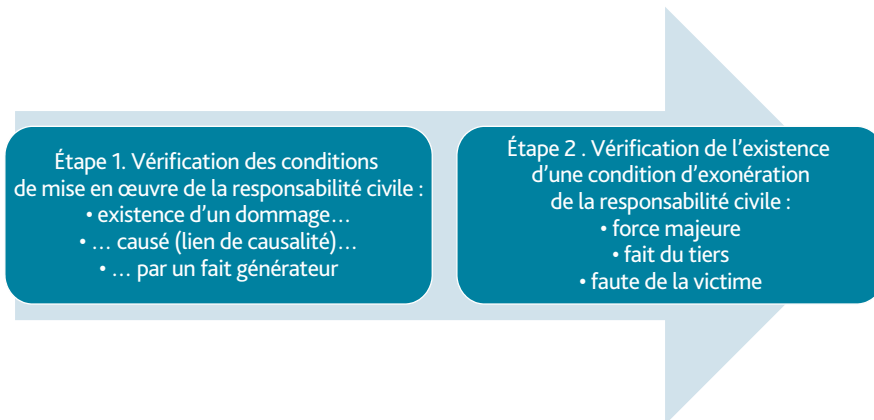 Étape 1. Vérification des conditions
de mise en œuvre de la responsabilité civile :
• existence d'un dommage…
• … causé (lien de causalité)…
• … par un fait générateur
Étape 2 . Vérification de l'existence
d'une condition d'exonération
de la responsabilité civile :
• force majeure
• fait du tiers
• faute de la victime